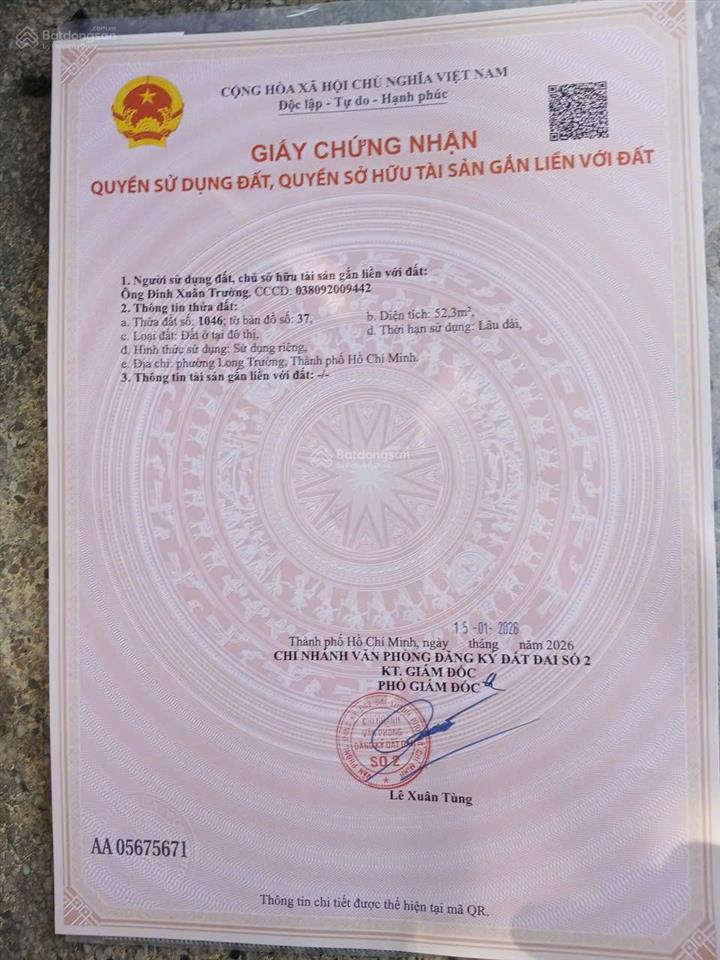 Batdongsan
CỘNG HÒA XÃ HỘI CHỦ NGHĨA VIỆT NAM
Độc lập - Tự do - Hạnh phúc
GIẤY CHỨNG NHẬN
QUYỀN SỬ DỤNG ĐẤT, QUYỀN SỞ HỮU TÀI SẢN GẮN LIỀN VỚI ĐẤT
1. Người sử dụng đất, chủ sở hữu tài sản gắn liền với đất:
Ông Đinh Xuân Trường, CCCD: 038092009442
2. Thông tin thửa đất:
a. Thửa đất số: 1046; tờ bản đồ số: 37, b. Diện tích: 52,3m²,
c. Loại đất: Đất ở tại đô thị, d. Thời hạn sử dụng: Lâu dài,
đ. Hình thức sử dụng: Sử dụng riêng,
e. Địa chỉ: phường Long Trường, Thành phố Hồ Chí Minh.
3. Thông tin tài sản gắn liền với đất: -/-
Batdongsan
15-01-2026
Thành phố Hồ Chí Minh, ngày tháng năm 2026
CHI NHÁNH VĂN PHÒNG ĐĂNG KÝ ĐẤT ĐAI SỐ 2
KT. GIÁM ĐỐC
PHÓ GIÁM ĐỐC
CHI NHÁNH
VĂN PHÒNG
ĐĂNG KÝ ĐẤT ĐAI
SỐ 2
Lê Xuân Tùng
AA 05675671
Thông tin chi tiết được thể hiện tại mã QR.